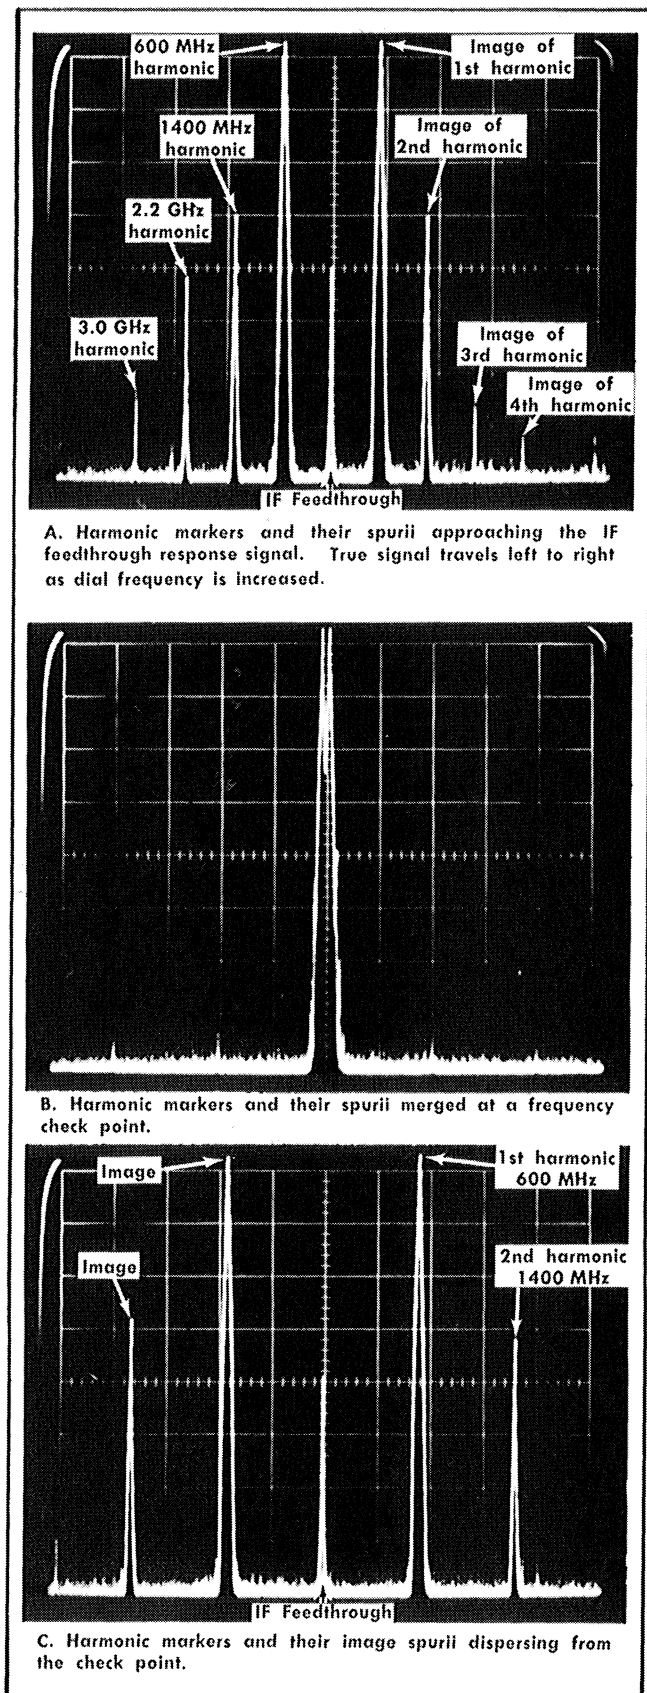 600 MHz
harmonic
Image of
1st harmonic
1400 MHz
harmonic
Image of
2nd harmonic
2.2 GHz
harmonic
3.0 GHz
harmonic
Image of
3rd harmonic
Image of
4th harmonic
IF Feedthrough
A. Harmonic markers and their spurii approaching the IF
feedthrough response signal. True signal travels left to right
as dial frequency is increased.
B. Harmonic markers and their spurii merged at a frequency
check point.
Image
1st harmonic
600 MHz
Image
2nd harmonic
1400 MHz
IF Feedthrough
C. Harmonic markers and their image spurii dispersing from
the check point.